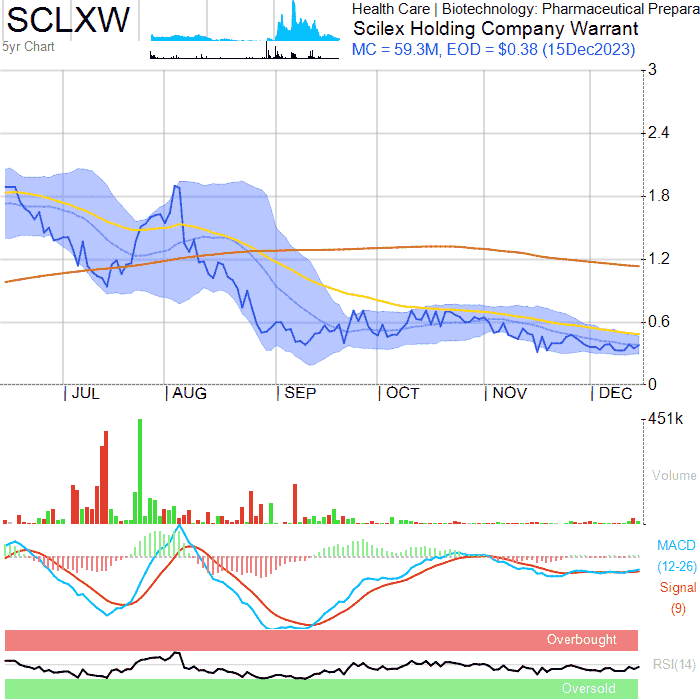 SCLXW
5yr Chart
Health Care | Biotechnology: Pharmaceutical Prepara
Scilex Holding Company Warrant
MC = 59.3M, EOD = $0.38 (15Dec2023)
3
2.4
1.8
1.2
0.6
0
JUL AUG SEP OCT NOV DEC
451k
Volume
MACD
(12-26)
Signal
(9)
Overbought
RSI(14)
Oversold